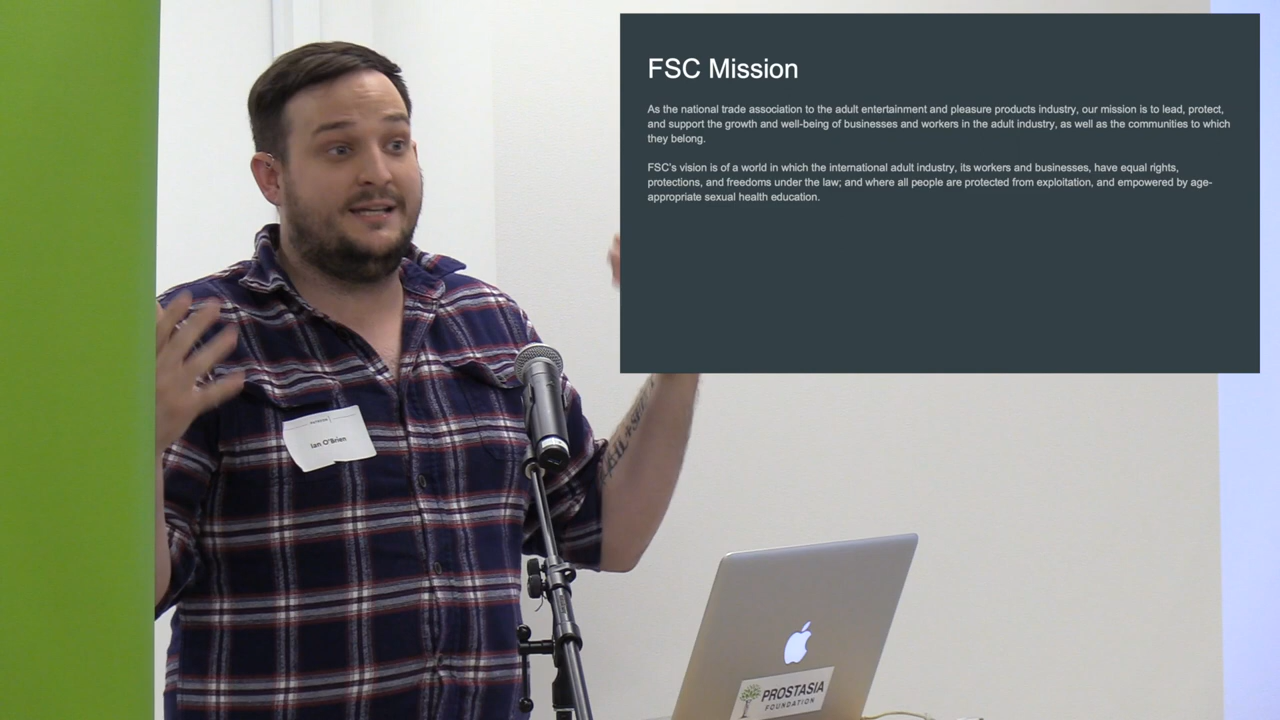 FSC Mission
As the national trade association to the adult entertainment and pleasure products industry, our mission is to lead, protect,
and support the growth and well-being of businesses and workers in the adult industry, as well as the communities to which
they belong.
FSC's vision is of a world in which the international adult industry, its workers and businesses, have equal rights,
protections, and freedoms under the law; and where all people are protected from exploitation, and empowered by age-
appropriate sexual health education.
Ian O'Brien
PROSTASIA
FOUNDATION